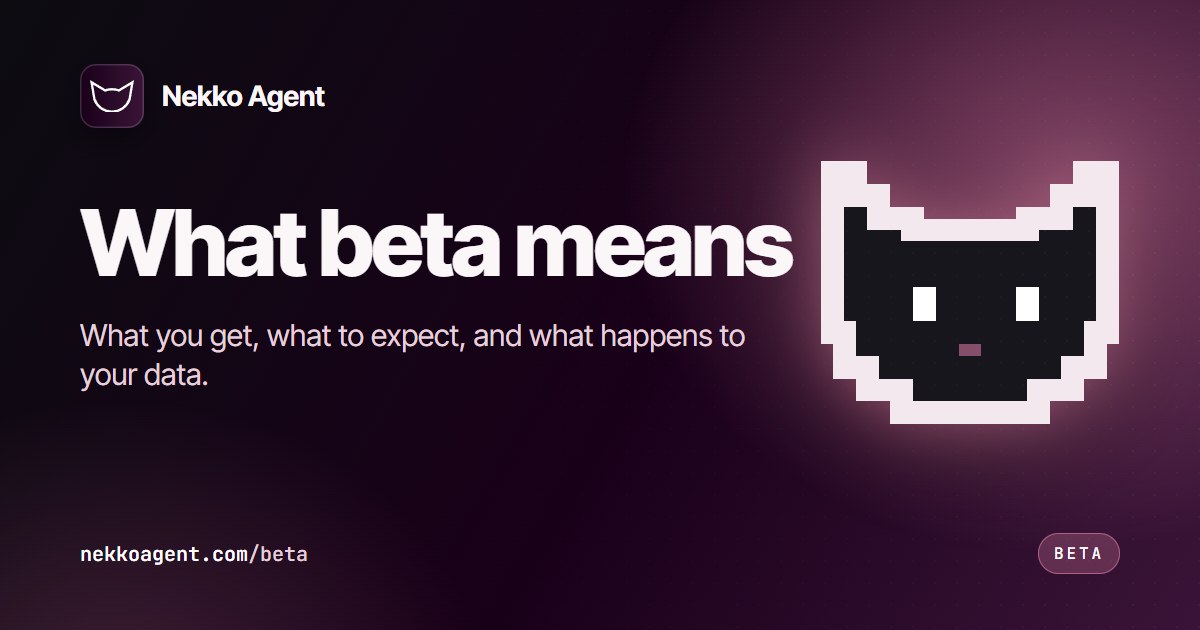 Nekko Agent
What beta means
What you get, what to expect, and what happens to
your data.
nekkoagent.com/beta
BETA